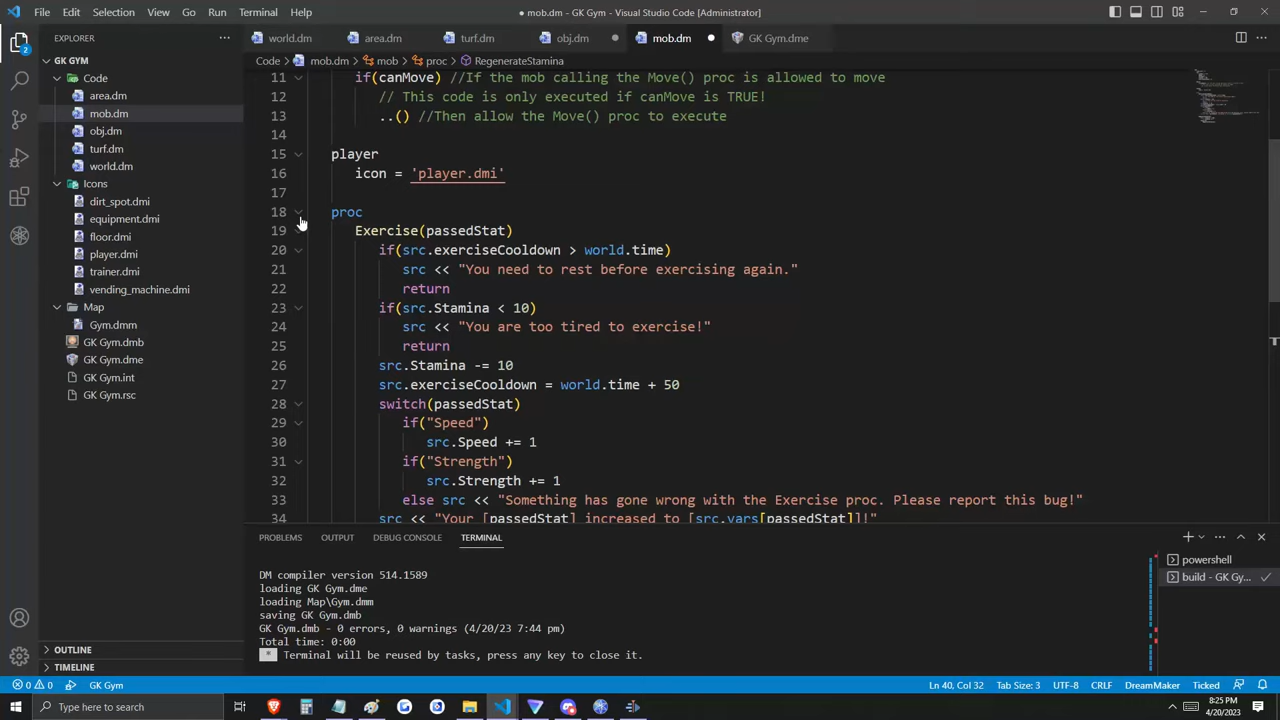 File Edit Selection View Go Run Terminal Help
● mob.dm - GK Gym - Visual Studio Code [Administrator]
EXPLORER
world.dm area.dm turf.dm obj.dm mob.dm GK Gym.dme
GK GYM
Code > mob.dm > mob > proc > RegenerateStamina
2
Code
area.dm
mob.dm
obj.dm
turf.dm
world.dm
Icons
dirt_spot.dmi
equipment.dmi
floor.dmi
player.dmi
trainer.dmi
vending_machine.dmi
Map
Gym.dmm
GK Gym.dmb
GK Gym.dme
GK Gym.int
GK Gym.rsc
OUTLINE
TIMELINE
11 if(canMove) //If the mob calling the Move() proc is allowed to move
12 // This code is only executed if canMove is TRUE!
13 ..() //Then allow the Move() proc to execute
14
15 player
16 icon = 'player.dmi'
17
18 proc
19 Exercise(passedStat)
20 if(src.exerciseCooldown > world.time)
21 src << "You need to rest before exercising again."
22 return
23 if(src.Stamina < 10)
24 src << "You are too tired to exercise!"
25 return
26 src.Stamina -= 10
27 src.exerciseCooldown = world.time + 50
28 switch(passedStat)
29 if("Speed")
30 src.Speed += 1
31 if("Strength")
32 src.Strength += 1
33 else src << "Something has gone wrong with the Exercise proc. Please report this bug!"
34 src << "Your [passedStat] increased to [src.vars[passedStat]]!"
PROBLEMS OUTPUT DEBUG CONSOLE TERMINAL
DM compiler version 514.1589
loading GK Gym.dme
loading Map\Gym.dmm
saving GK Gym.dmb
GK Gym.dmb - 0 errors, 0 warnings (4/20/23 7:44 pm)
Total time: 0:00
* Terminal will be reused by tasks, press any key to close it.
powershell
build - GK Gy...
0 0 GK Gym Ln 40, Col 32 Tab Size: 3 UTF-8 CRLF DreamMaker Ticked
Type here to search
8:25 PM
4/20/2023